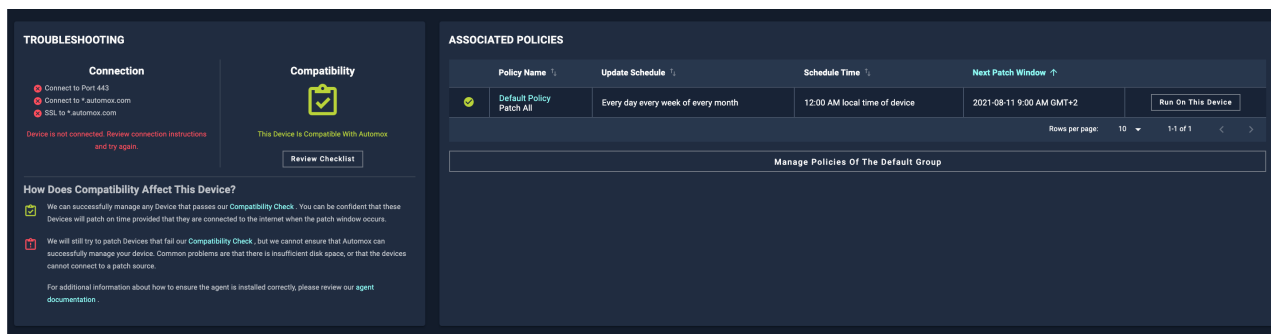 TROUBLESHOOTING
Connection
Connect to Port 443
Connect to *.automox.com
SSL to *.automox.com
Device is not connected. Review connection instructions
and try again.
Compatibility
This Device Is Compatible With Automox
Review Checklist
How Does Compatibility Affect This Device?
We can successfully manage any Device that passes our Compatibility Check . You can be confident that these
Devices will patch on time provided that they are connected to the internet when the patch window occurs.
We will still try to patch Devices that fail our Compatibility Check , but we cannot ensure that Automox can
successfully manage your device. Common problems are that there is insufficient disk space, or that the devices
cannot connect to a patch source.
For additional information about how to ensure the agent is installed correctly, please review our agent
documentation .
ASSOCIATED POLICIES
Policy Name Update Schedule Schedule Time Next Patch Window
Default Policy
Patch All
Every day every week of every month
12:00 AM local time of device
2021-08-11 9:00 AM GMT+2
Run On This Device
Rows per page: 10 1-1 of 1
Manage Policies Of The Default Group